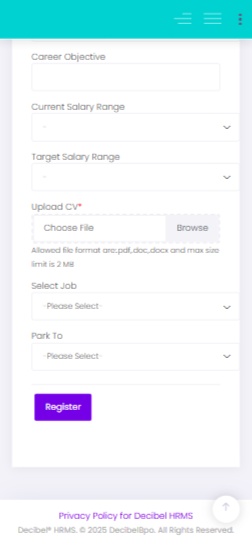 Career Objective
Current Salary Range
-
Target Salary Range
-
Upload CV*
Choose File Browse
Allowed file format are:.pdf,.doc,.docx and max size
limit is 2 MB
Select Job
-Please Select-
Park To
-Please Select-
Register
Privacy Policy for Decibel HRMS
Decibel® HRMS. © 2025 DecibelBpo. All Rights Reserved.